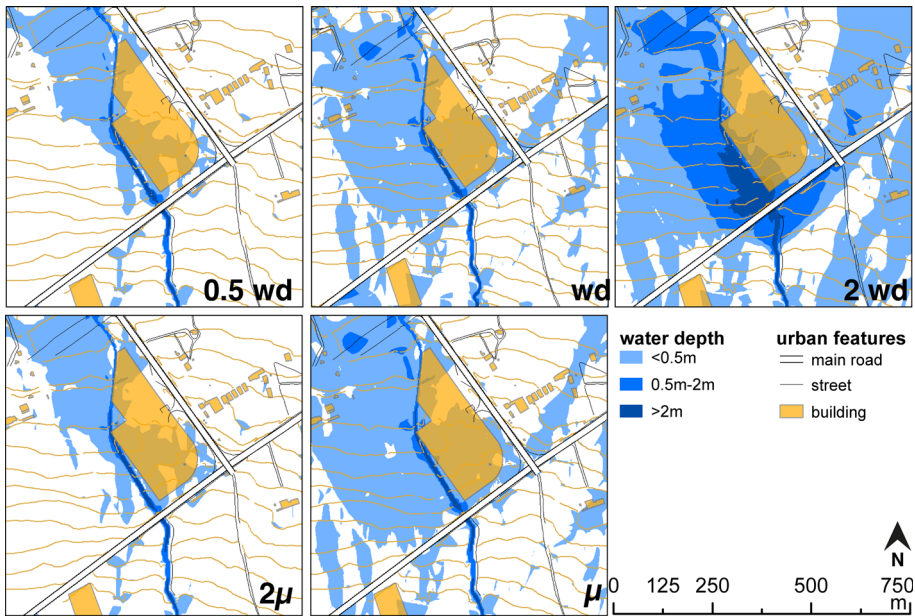 0.5 wd
wd
2 wd
2μ
μ
water depth
<0.5m
0.5m-2m
>2m
urban features
main road
street
building
N
0 125 250 500 750
m